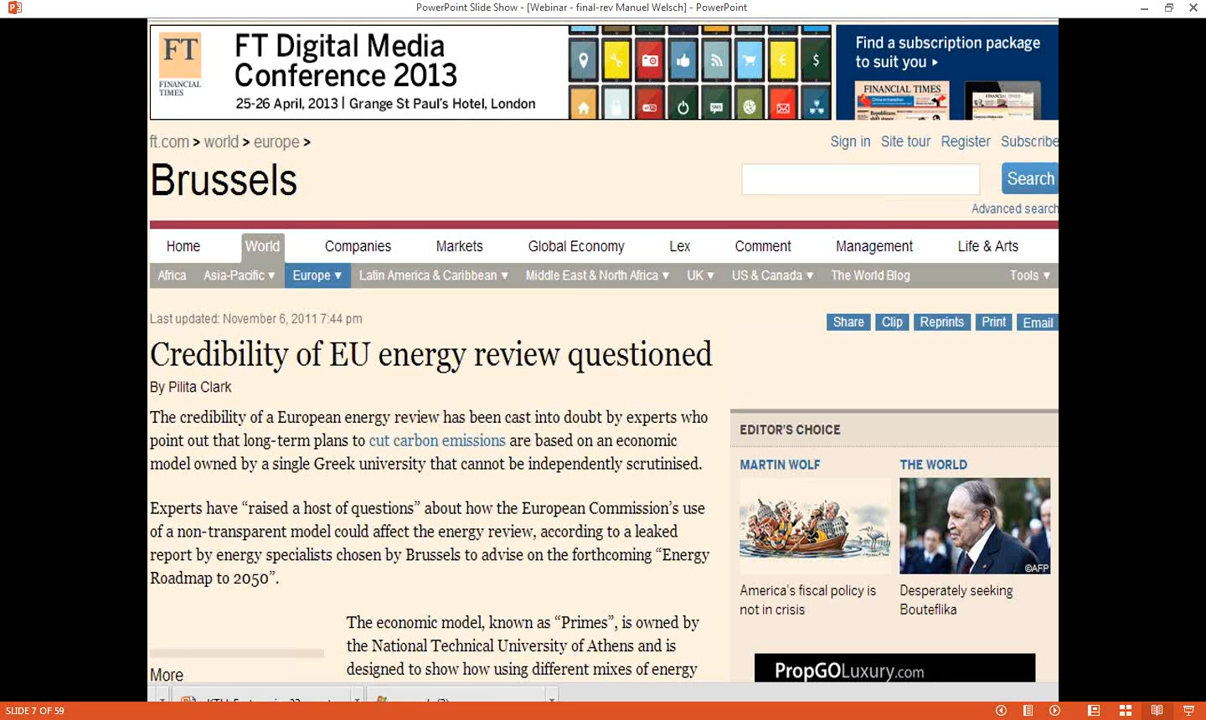 PowerPoint Slide Show - [Webinar - final-rev Manuel Welsch] - PowerPoint
FT
FINANCIAL
TIMES
FT Digital Media
Conference 2013
25-26 April, 2013 | Grange St Paul's Hotel, London
Find a subscription package
to suit you
FINANCIAL TIMES
ft.com > world > europe >
Sign in Site tour Register Subscribe
Brussels
Search
Advanced search
Home World Companies Markets Global Economy Lex Comment Management Life & Arts
Africa Asia-Pacific ▼ Europe ▼ Latin America & Caribbean ▼ Middle East & North Africa ▼ UK ▼ US & Canada ▼ The World Blog Tools ▼
Last updated: November 6, 2011 7:44 pm
Share Clip Reprints Print Email
Credibility of EU energy review questioned
By Pilita Clark
The credibility of a European energy review has been cast into doubt by experts who
point out that long-term plans to cut carbon emissions are based on an economic
model owned by a single Greek university that cannot be independently scrutinised.
Experts have “raised a host of questions” about how the European Commission’s use
of a non-transparent model could affect the energy review, according to a leaked
report by energy specialists chosen by Brussels to advise on the forthcoming “Energy
Roadmap to 2050”.
The economic model, known as “Primes”, is owned by
the National Technical University of Athens and is
designed to show how using different mixes of energy
More
EDITOR’S CHOICE
MARTIN WOLF
America’s fiscal policy is
not in crisis
THE WORLD
©AFP
Desperately seeking
Bouteflika
PropGOLuxury.com
SLIDE 7 OF 59